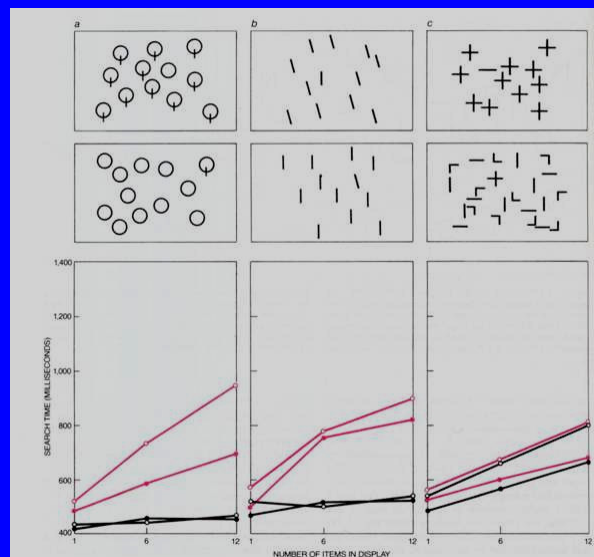 a
b
c
1,400
1,200
1,000
800
600
400
SEARCH TIME (MILLISECONDS)
1 6 12
1 6 12
1 6 12
NUMBER OF ITEMS IN DISPLAY